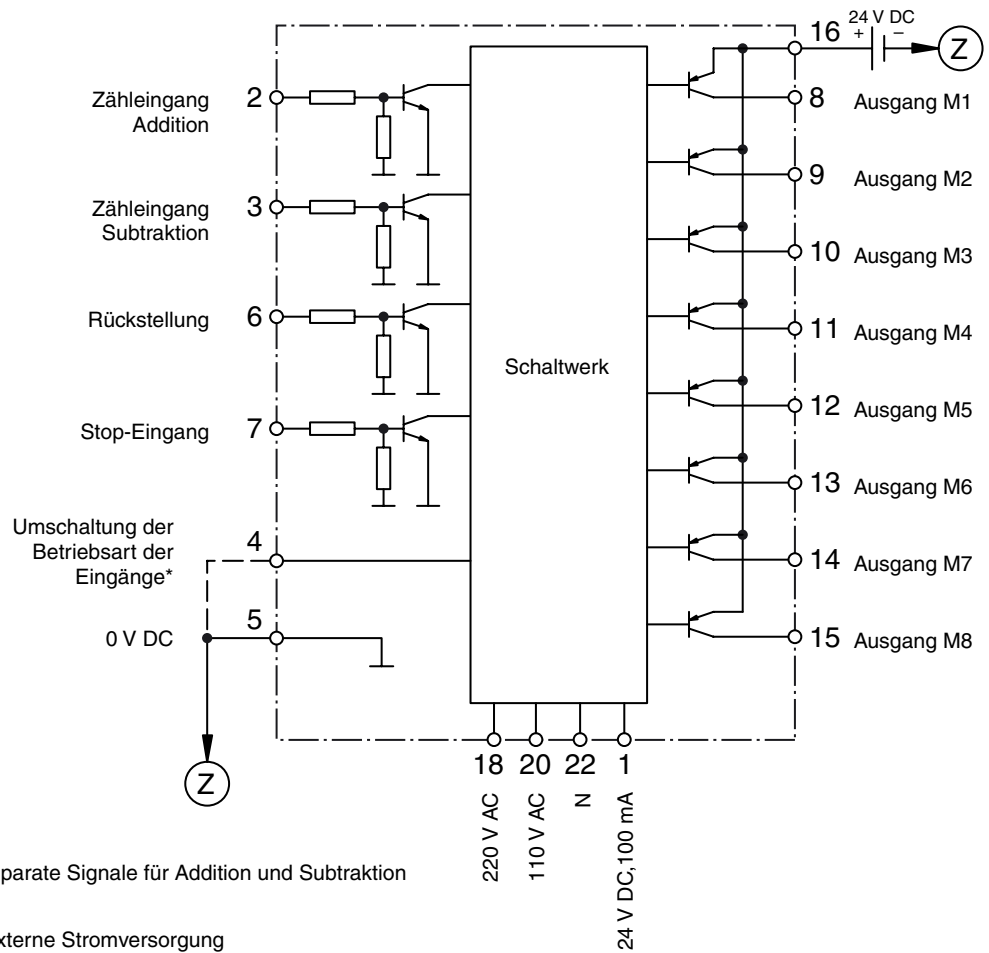 24 V DC
+ –
16
Z
Zähleingang
Addition
2
8 Ausgang M1
9 Ausgang M2
Zähleingang
Subtraktion
3
10 Ausgang M3
Rückstellung
6
11 Ausgang M4
Schaltwerk
12 Ausgang M5
Stop-Eingang
7
13 Ausgang M6
Umschaltung der
Betriebsart der
Eingänge*
4
14 Ausgang M7
0 V DC
5
15 Ausgang M8
Z
18 20 22 1
220 V AC
110 V AC
N
24 V DC,100 mA
parate Signale für Addition und Subtraktion
xterne Stromversorgung